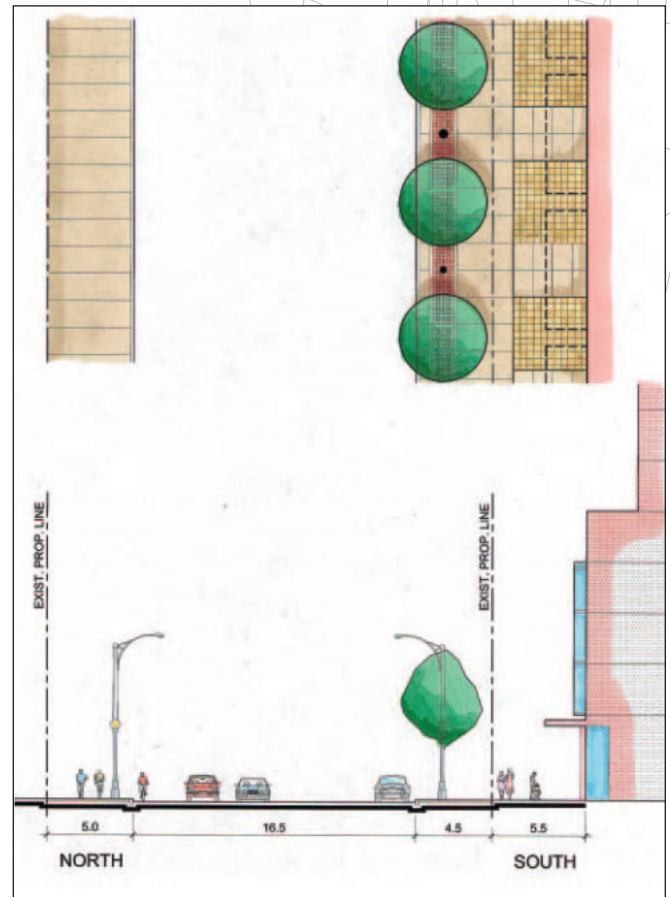 EXIST. PROP. LINE
EXIST. PROP. LINE
5.0
16.5
4.5
5.5
NORTH
SOUTH